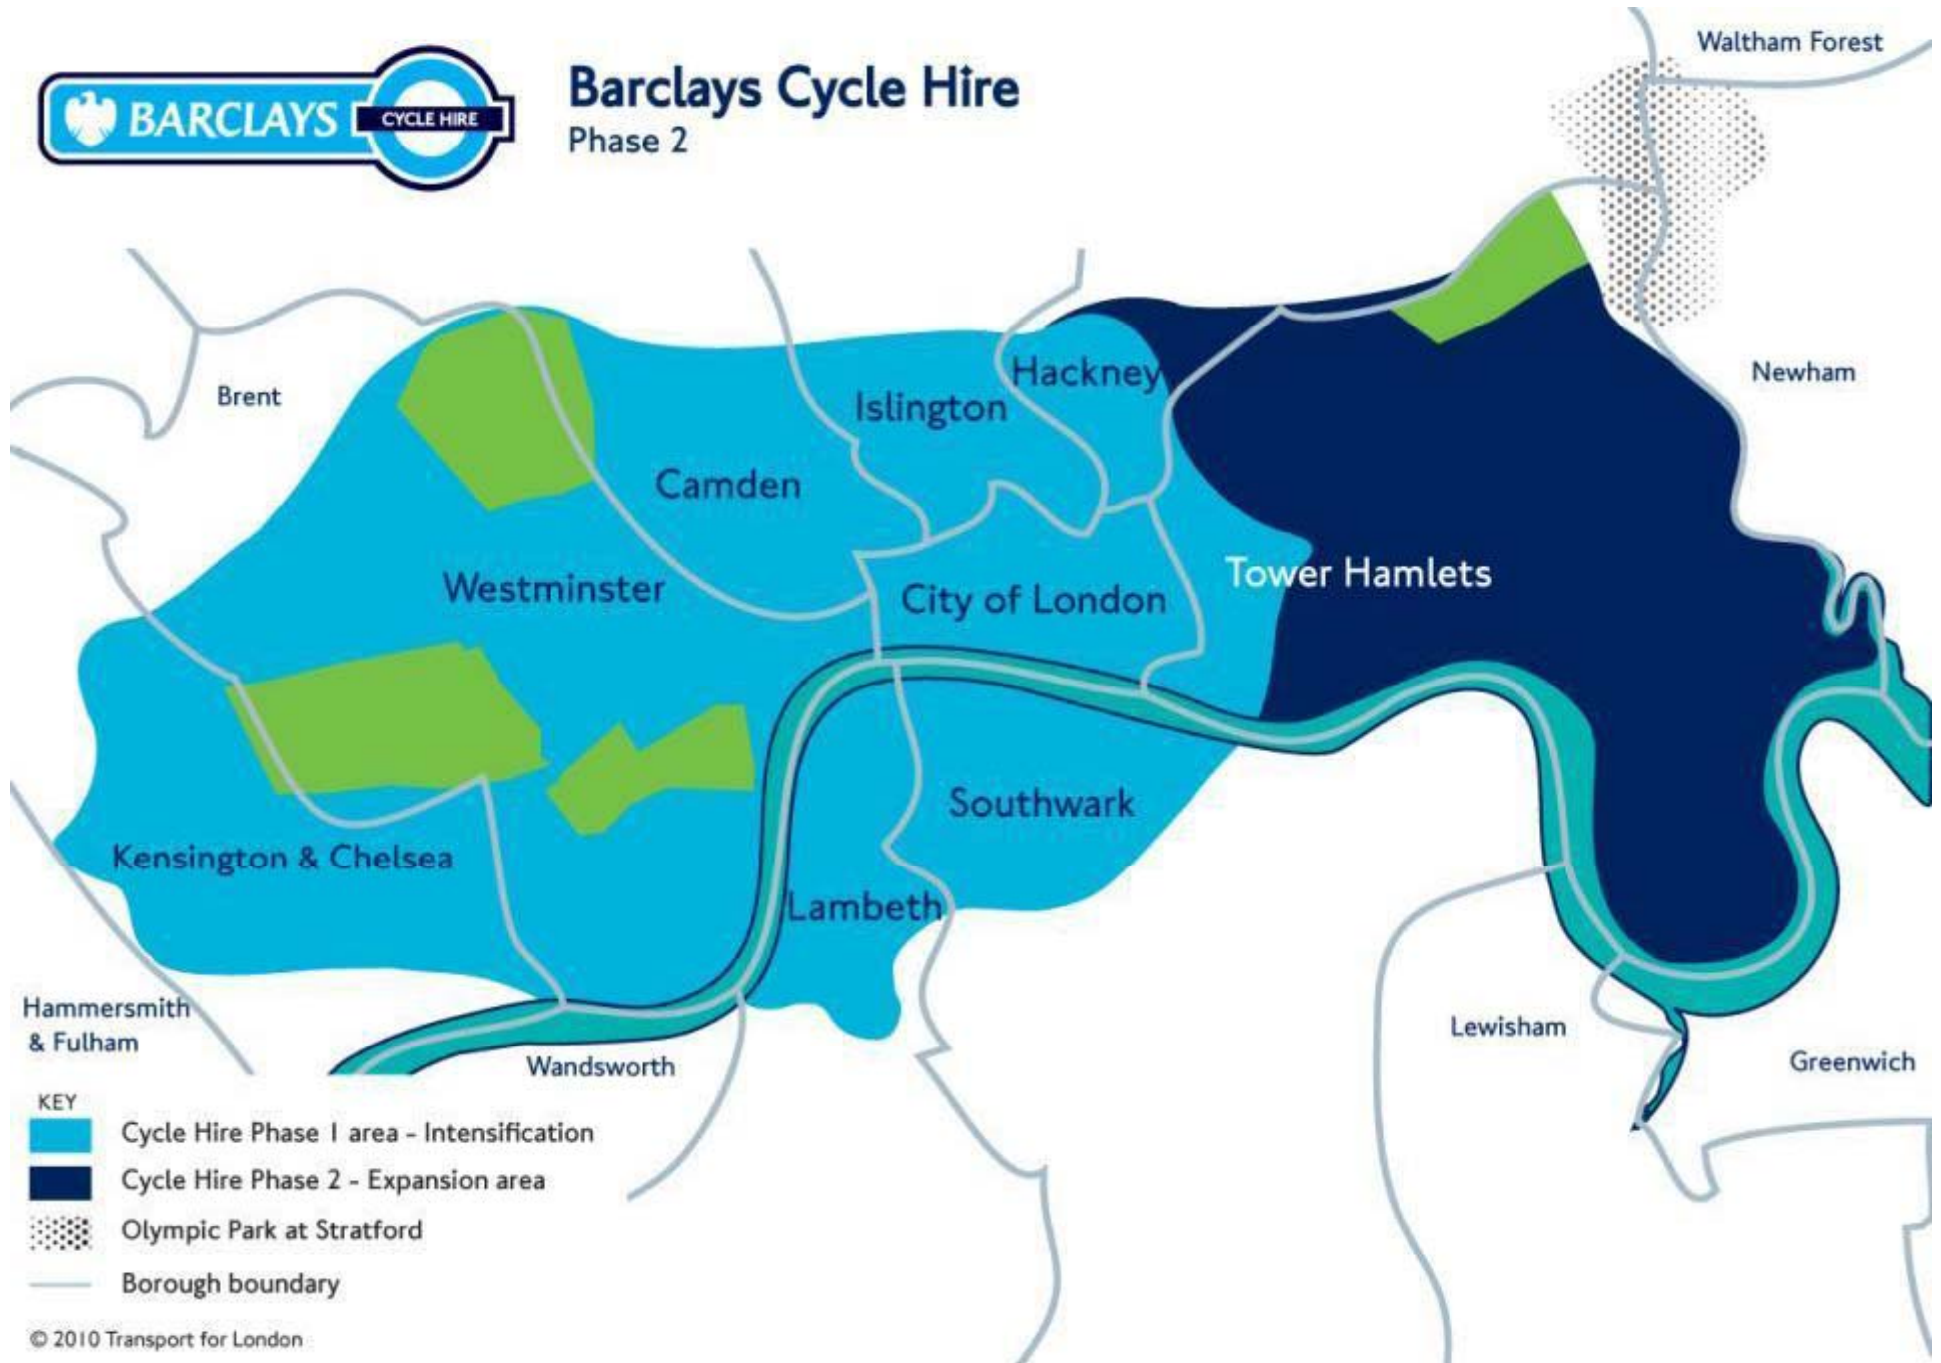 BARCLAYS
CYCLE HIRE
Barclays Cycle Hire
Phase 2
Waltham Forest
Brent
Hackney
Newham
Islington
Camden
Westminster
City of London
Tower Hamlets
Southwark
Kensington & Chelsea
Lambeth
Hammersmith
& Fulham
Wandsworth
Lewisham
Greenwich
KEY
Cycle Hire Phase 1 area - Intensification
Cycle Hire Phase 2 - Expansion area
Olympic Park at Stratford
Borough boundary
© 2010 Transport for London